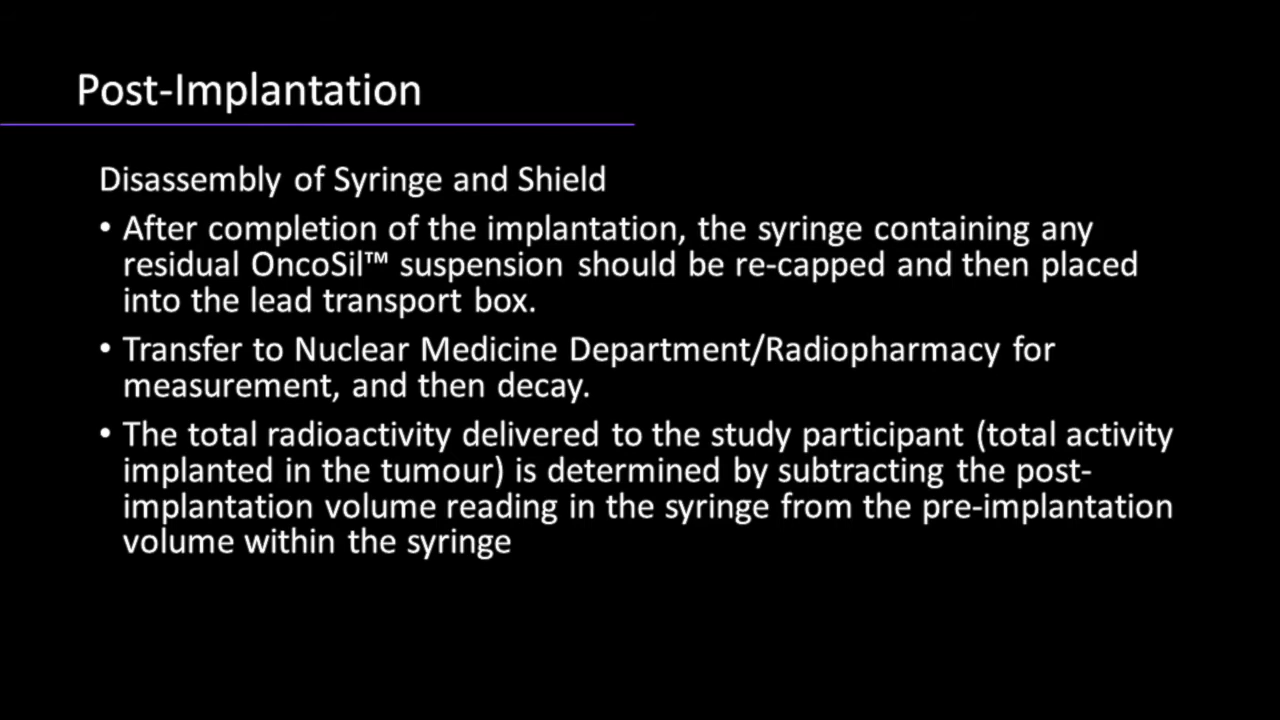 Post-Implantation
Disassembly of Syringe and Shield
• After completion of the implantation, the syringe containing any
residual OncoSil™ suspension should be re-capped and then placed
into the lead transport box.
• Transfer to Nuclear Medicine Department/Radiopharmacy for
measurement, and then decay.
• The total radioactivity delivered to the study participant (total activity
implanted in the tumour) is determined by subtracting the post-
implantation volume reading in the syringe from the pre-implantation
volume within the syringe